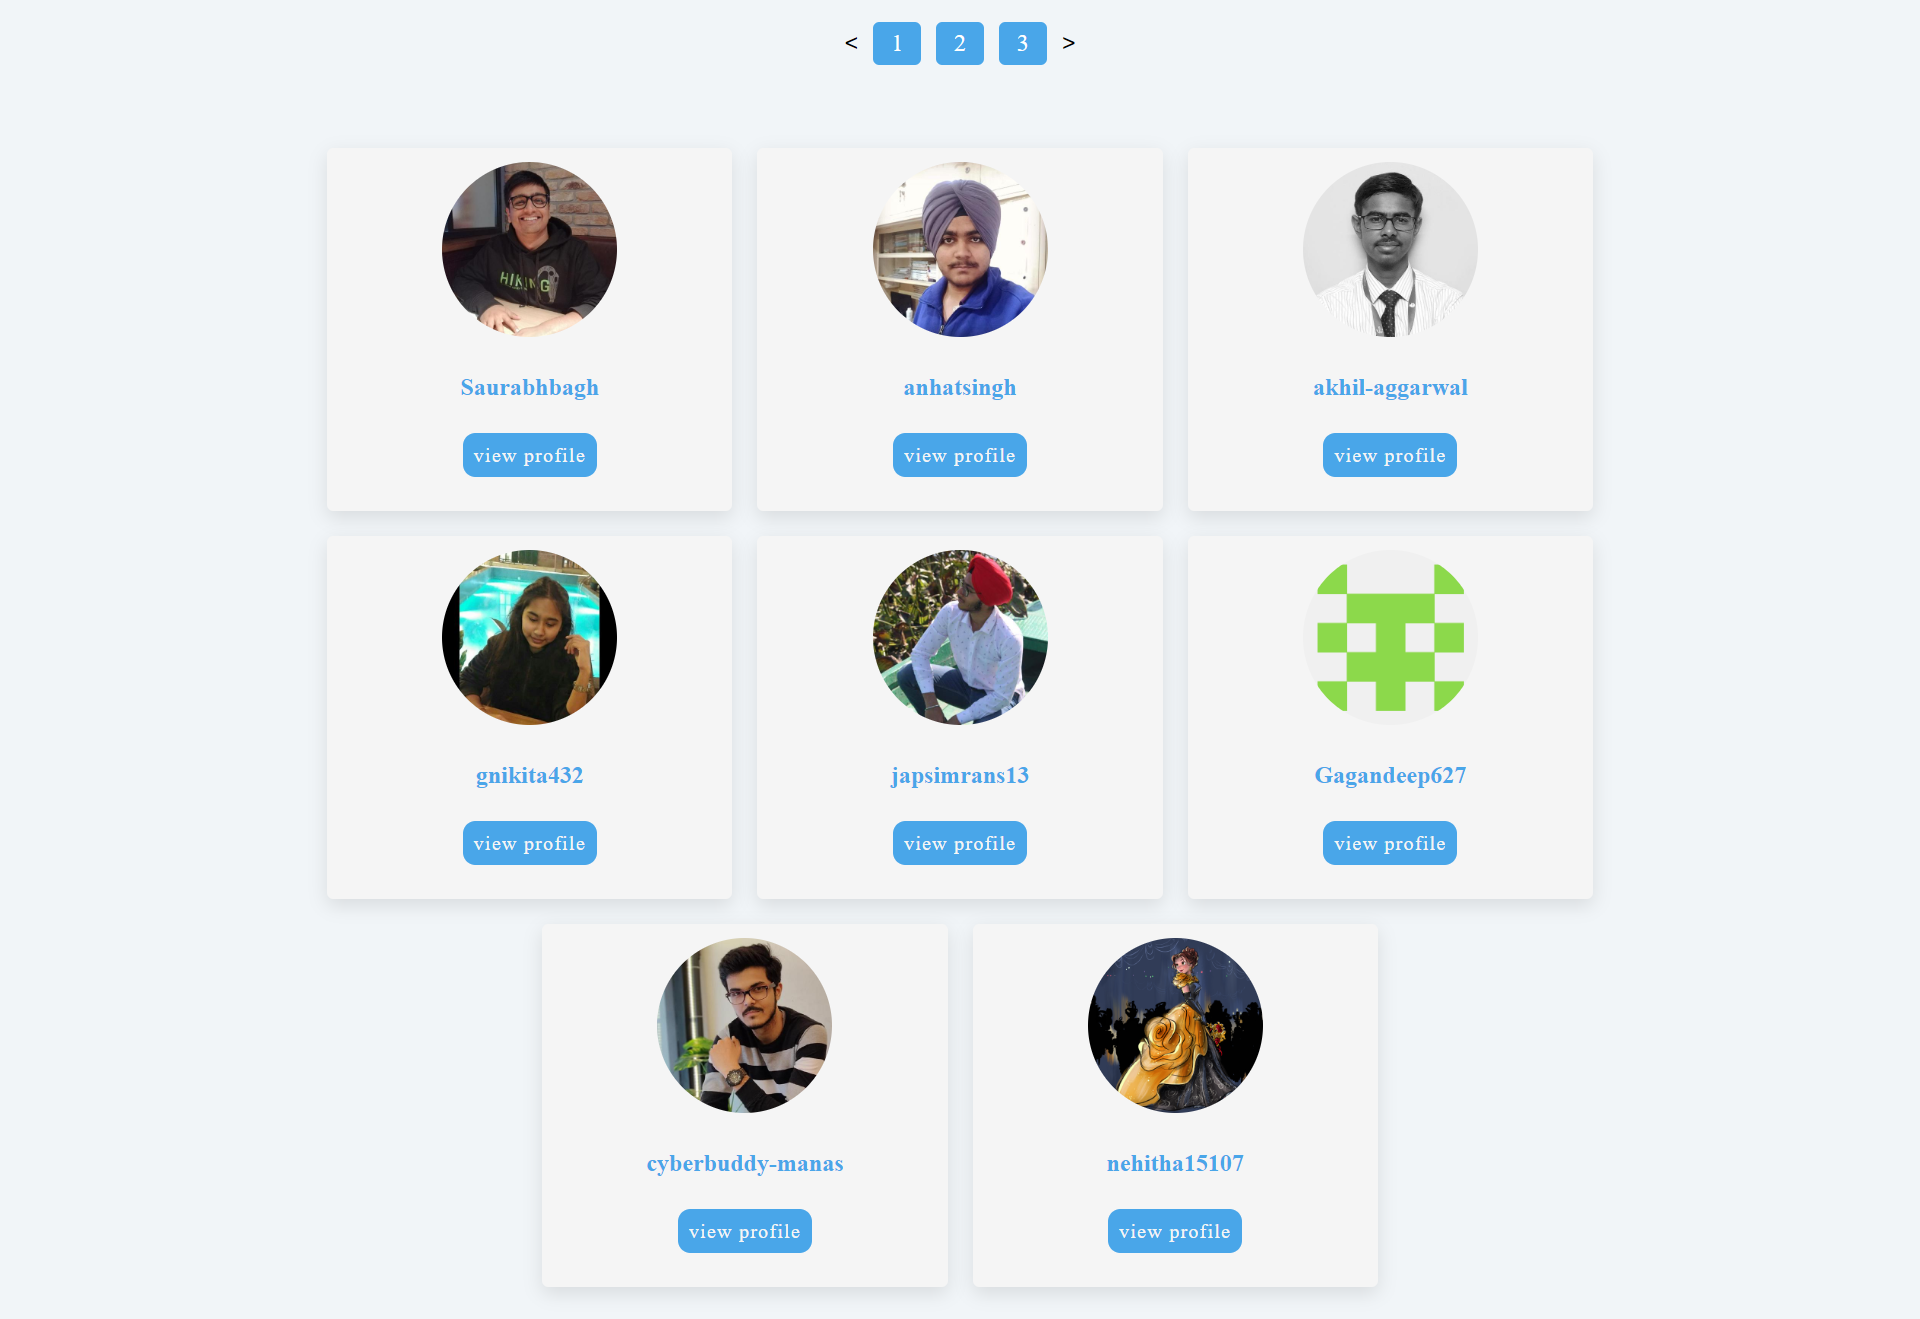 < 1 2 3 >
HIKING
Saurabhbagh
view profile
anhatsingh
view profile
akhil-aggarwal
view profile
gnikita432
view profile
japsimrans13
view profile
Gagandeep627
view profile
cyberbuddy-manas
view profile
nehitha15107
view profile